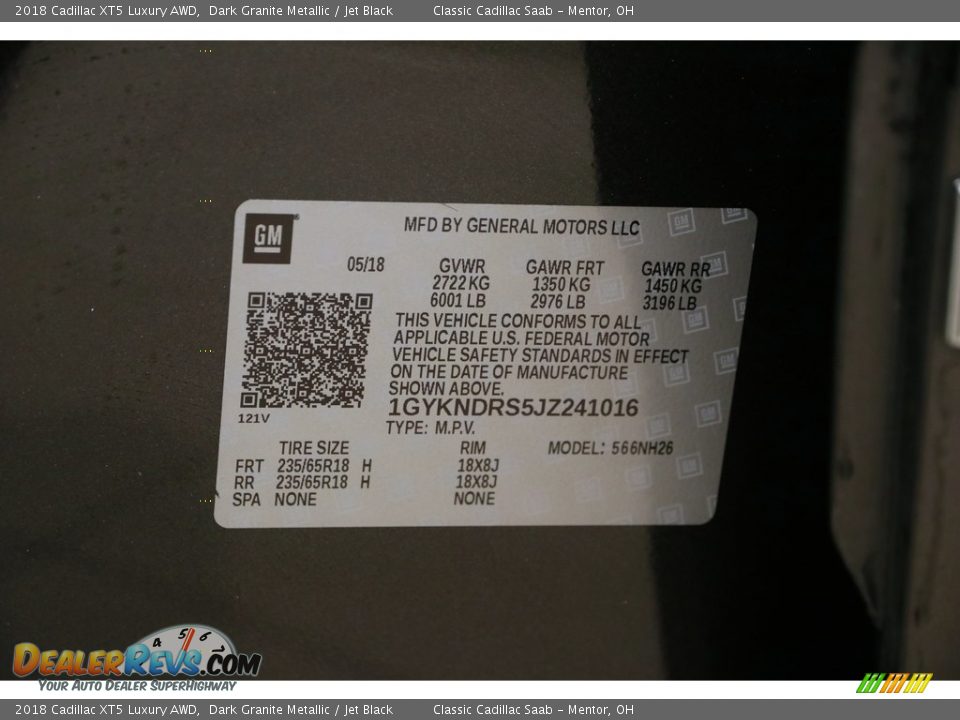 2018 Cadillac XT5 Luxury AWD, Dark Granite Metallic / Jet Black Classic Cadillac Saab – Mentor, OH
GM
MFD BY GENERAL MOTORS LLC
05/18 GVWR GAWR FRT GAWR RR
2722 KG 1350 KG 1450 KG
6001 LB 2976 LB 3196 LB
THIS VEHICLE CONFORMS TO ALL
APPLICABLE U.S. FEDERAL MOTOR
VEHICLE SAFETY STANDARDS IN EFFECT
ON THE DATE OF MANUFACTURE
SHOWN ABOVE.
1GYKNDRS5JZ241016
121V
TYPE: M.P.V.
TIRE SIZE RIM MODEL: 566NH26
FRT 235/65R18 H 18X8J
RR 235/65R18 H 18X8J
SPA NONE NONE
4 5 6
DEALERREVS.COM
YOUR AUTO DEALER SUPERHIGHWAY
2018 Cadillac XT5 Luxury AWD, Dark Granite Metallic / Jet Black Classic Cadillac Saab – Mentor, OH